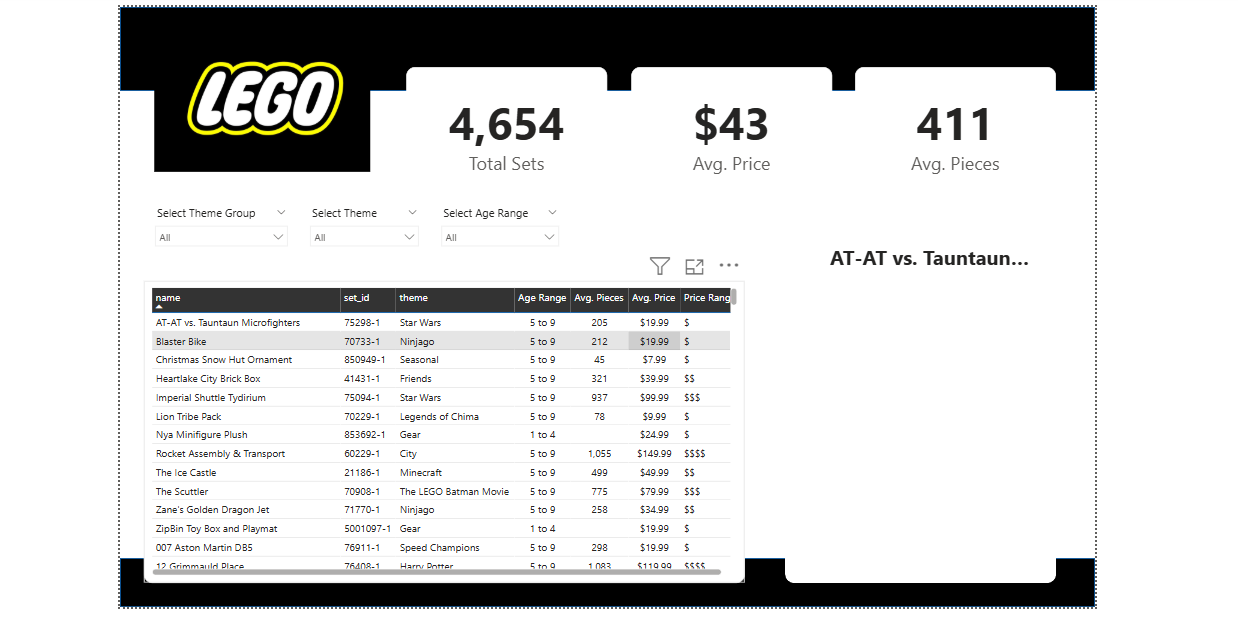 LEGO
4,654
Total Sets
$43
Avg. Price
411
Avg. Pieces
Select Theme Group
All
Select Theme
All
Select Age Range
All
AT-AT vs. Tauntaun...
name set_id theme Age Range Avg. Pieces Avg. Price Price Rang
AT-AT vs. Tauntaun Microfighters 75298-1 Star Wars 5 to 9 205 $19.99 $
Blaster Bike 70733-1 Ninjago 5 to 9 212 $19.99 $
Christmas Snow Hut Ornament 850949-1 Seasonal 5 to 9 45 $7.99 $
Heartlake City Brick Box 41431-1 Friends 5 to 9 321 $39.99 $$
Imperial Shuttle Tydirium 75094-1 Star Wars 5 to 9 937 $99.99 $$$
Lion Tribe Pack 70229-1 Legends of Chima 5 to 9 78 $9.99 $
Nya Minifigure Plush 853692-1 Gear 1 to 4 $24.99 $
Rocket Assembly & Transport 60229-1 City 5 to 9 1,055 $149.99 $$$$
The Ice Castle 21186-1 Minecraft 5 to 9 499 $49.99 $$
The Scuttler 70908-1 The LEGO Batman Movie 5 to 9 775 $79.99 $$$
Zane's Golden Dragon Jet 71770-1 Ninjago 5 to 9 258 $34.99 $$
ZipBin Toy Box and Playmat 5001097-1 Gear 1 to 4 $19.99 $
007 Aston Martin DB5 76911-1 Speed Champions 5 to 9 298 $19.99 $
12 Grimmauld Place 76408-1 Harry Potter 5 to 9 1,083 $119.99 $$$$